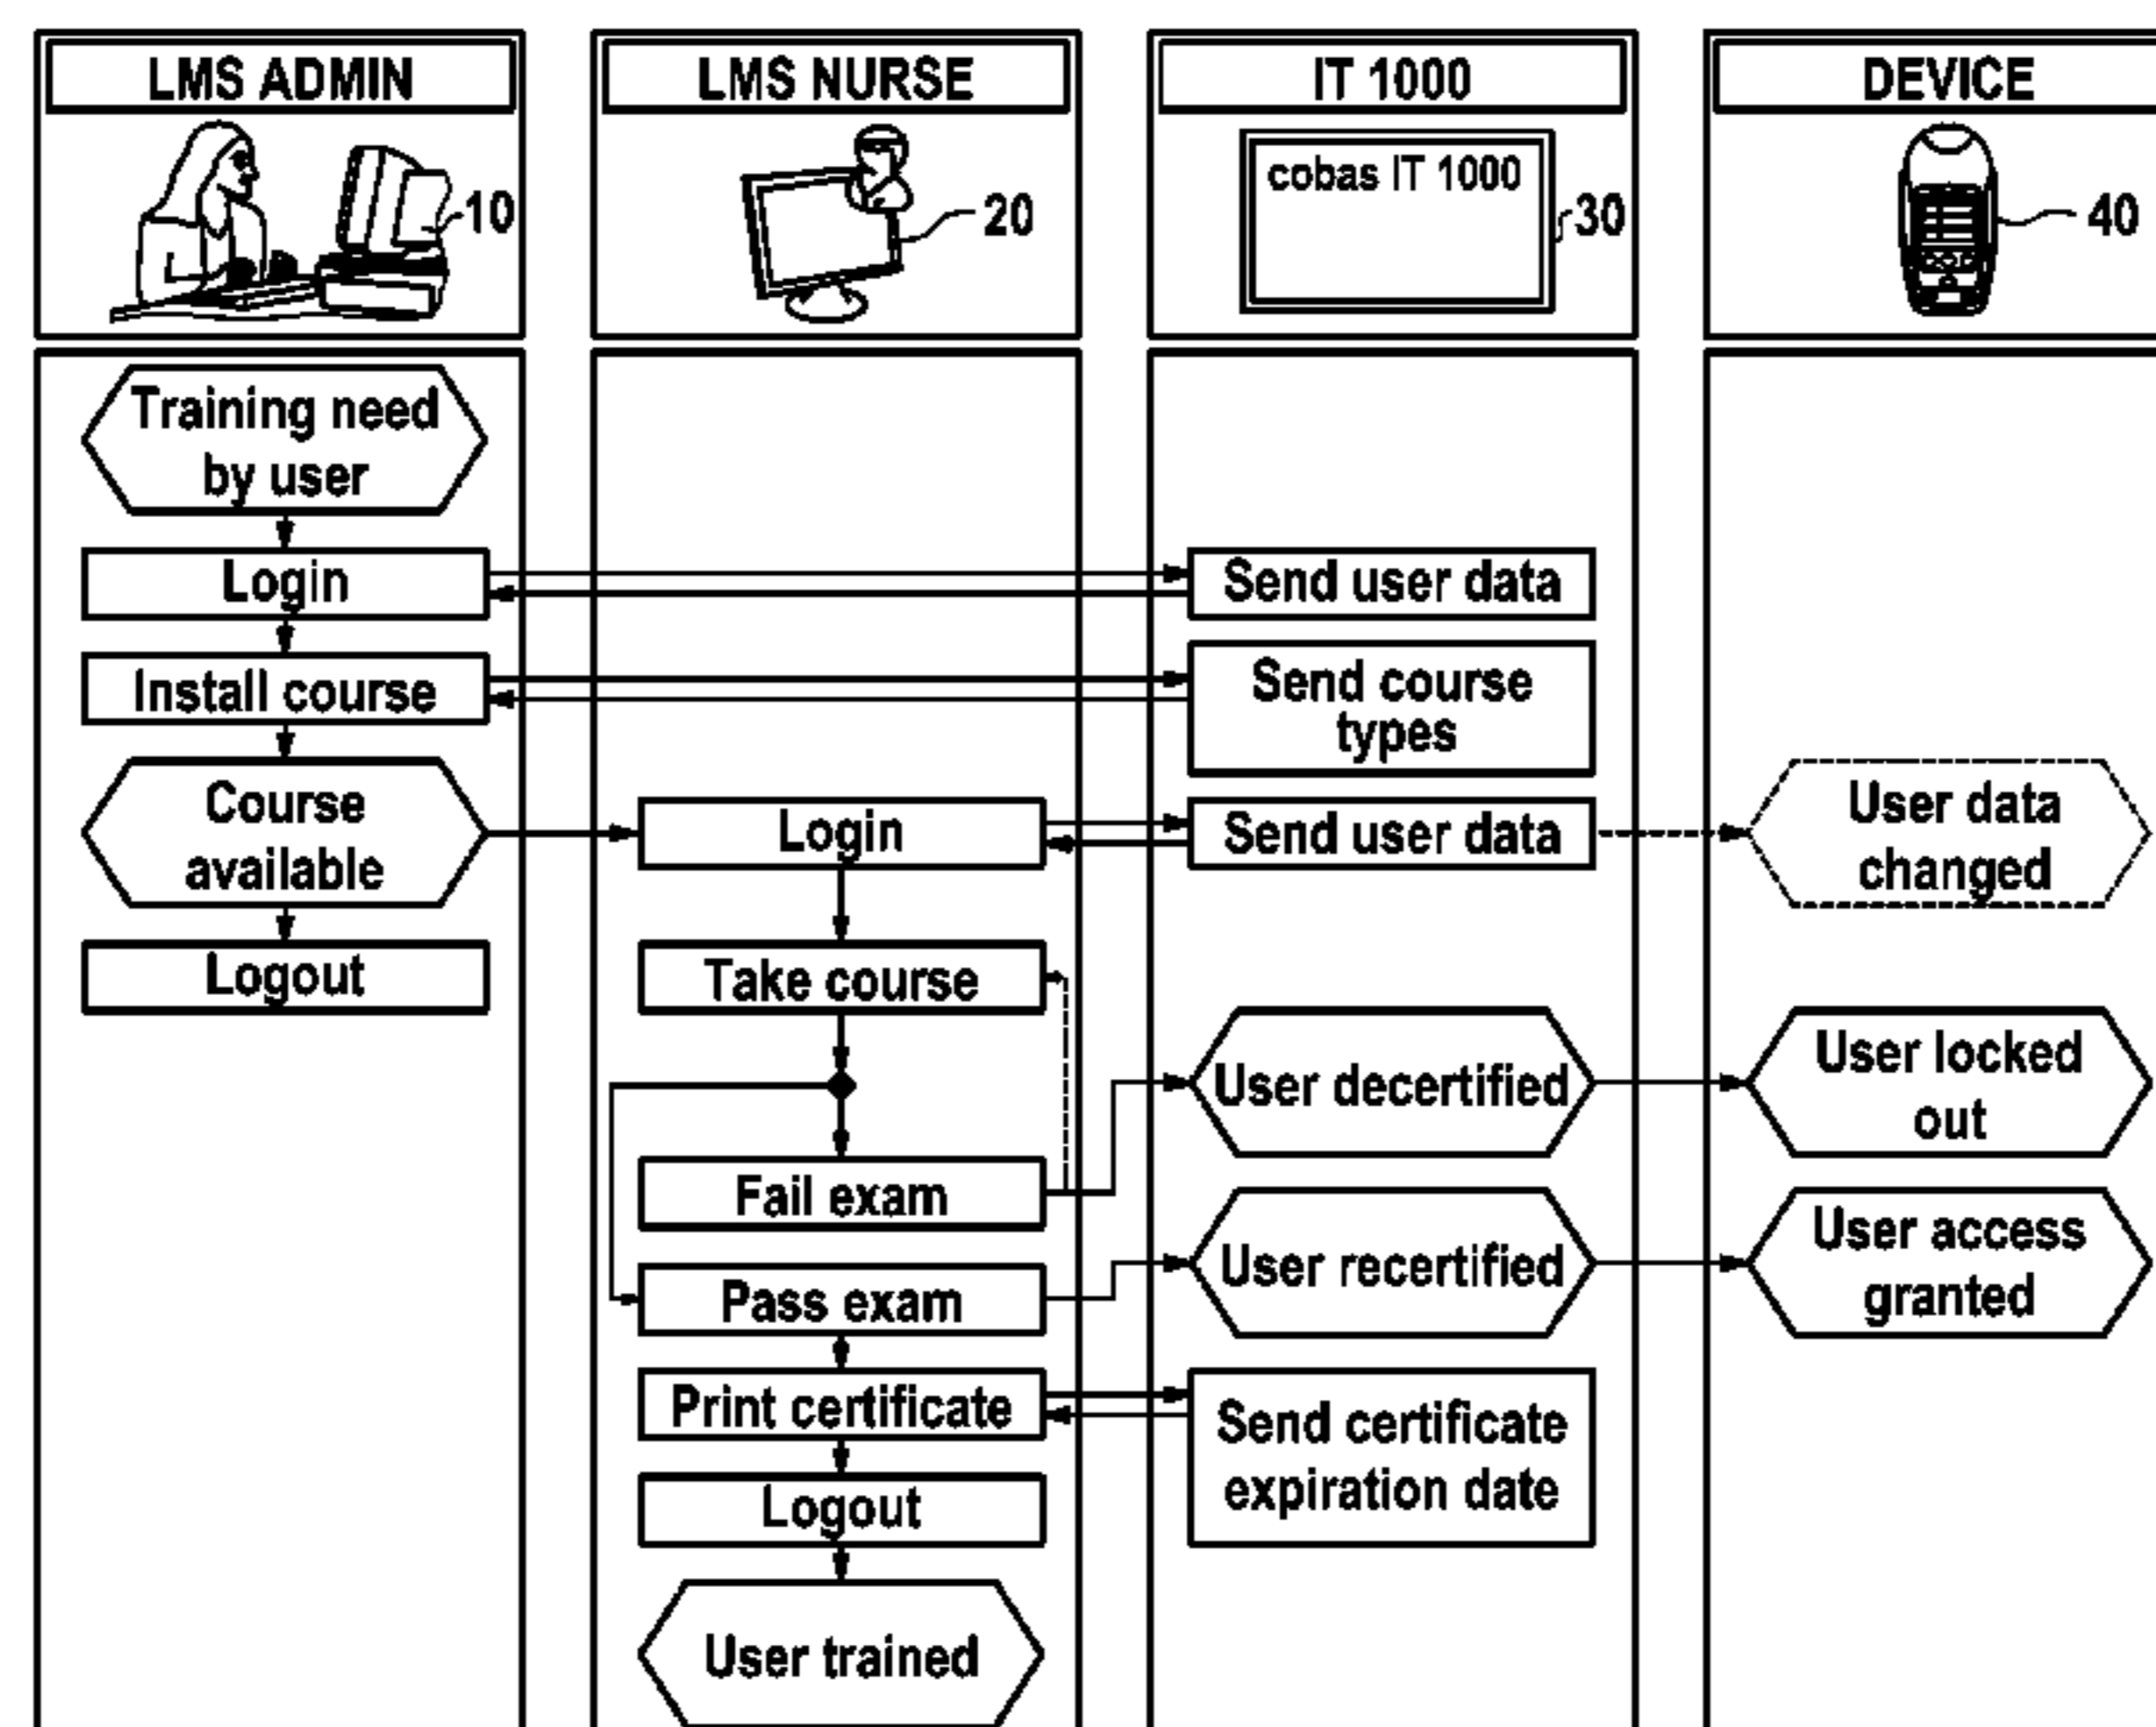 LMS ADMIN
LMS NURSE
IT 1000
DEVICE
10
20
cobas IT 1000
30
40
Training need
by user
Login
Send user data
Install course
Send course
types
Course
available
Login
Send user data
User data
changed
Logout
Take course
User decertified
User locked
out
Fail exam
User recertified
User access
granted
Pass exam
Print certificate
Send certificate
expiration date
Logout
User trained